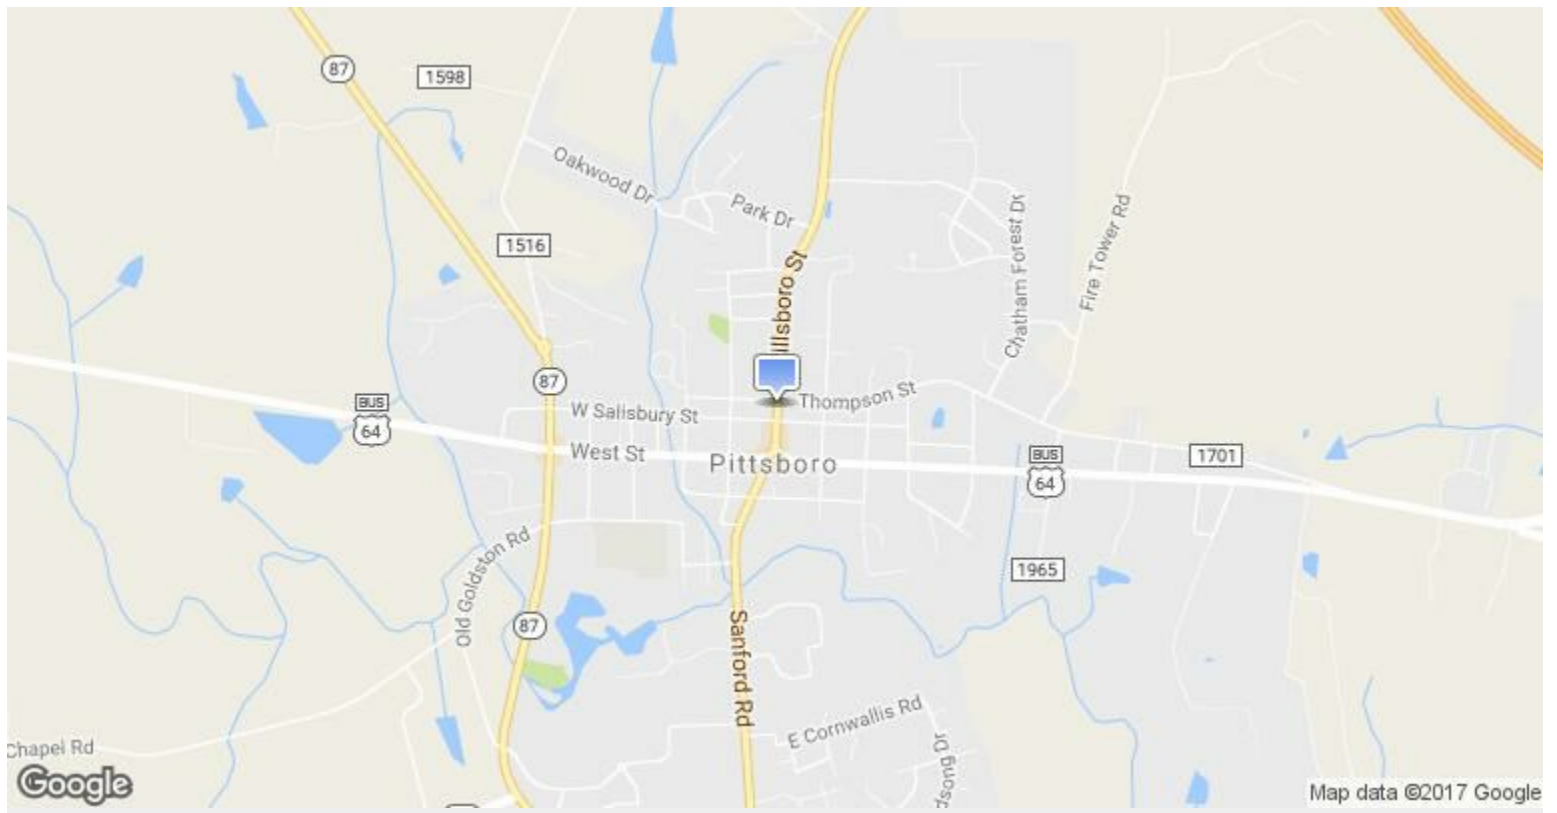 87
1598
Oakwood Dr
Park Dr
Chatham Forest Dr
Fire Tower Rd
1516
illsboro St
87
Thompson St
BUS
64
W Salisbury St
West St
Pittsboro
BUS
64
1701
Old Goldston Rd
1965
87
Sanford Rd
E Cornwallis Rd
dsong Dr
Chapel Rd
Google
Map data ©2017 Google